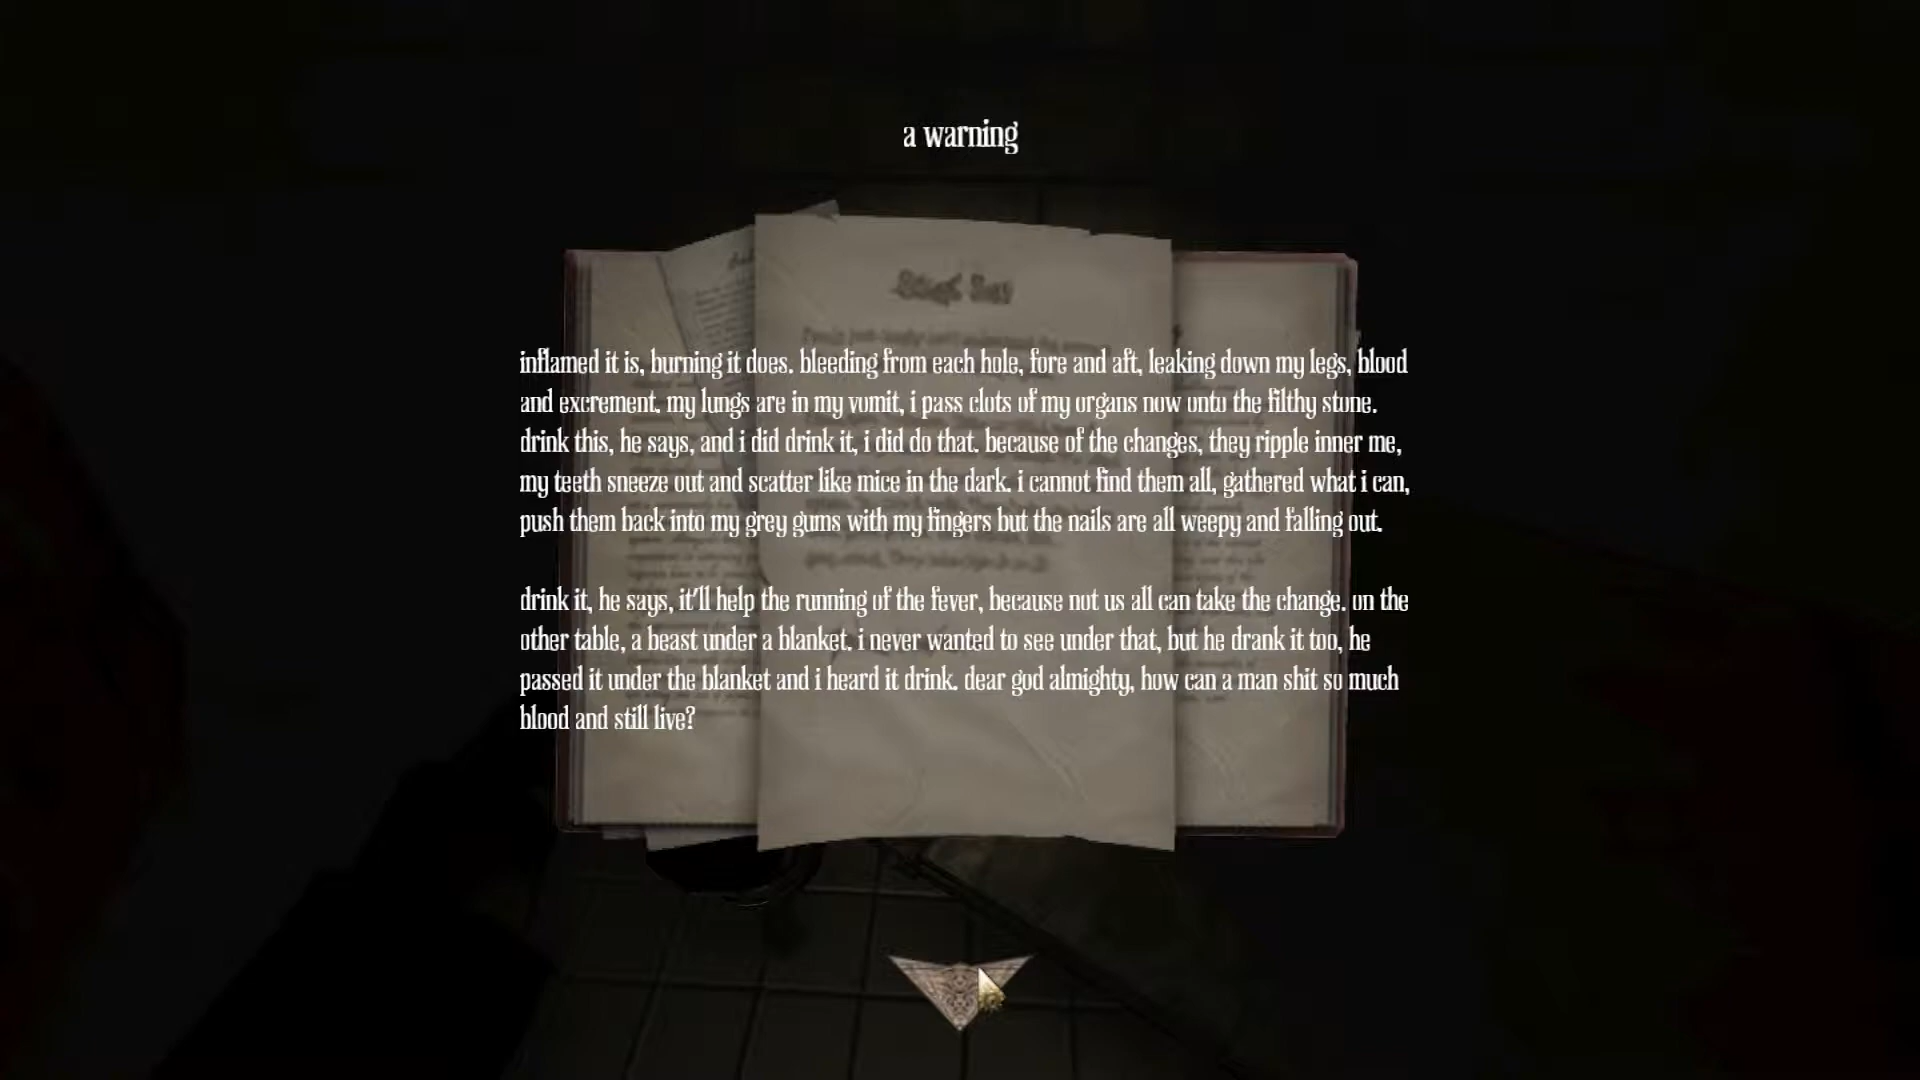 a warning
inflamed it is, burning it does. bleeding from each hole, fore and aft, leaking down my legs, blood
and excrement. my lungs are in my vomit, i pass clots of my organs now onto the filthy stone.
drink this, he says, and i did drink it, i did do that. because of the changes, they ripple inner me,
my teeth sneeze out and scatter like mice in the dark. i cannot find them all, gathered what i can,
push them back into my grey gums with my fingers but the nails are all weepy and falling out.
drink it, he says, it'll help the running of the fever, because not us all can take the change. on the
other table, a beast under a blanket. i never wanted to see under that, but he drank it too, he
passed it under the blanket and i heard it drink. dear god almighty, how can a man shit so much
blood and still live?